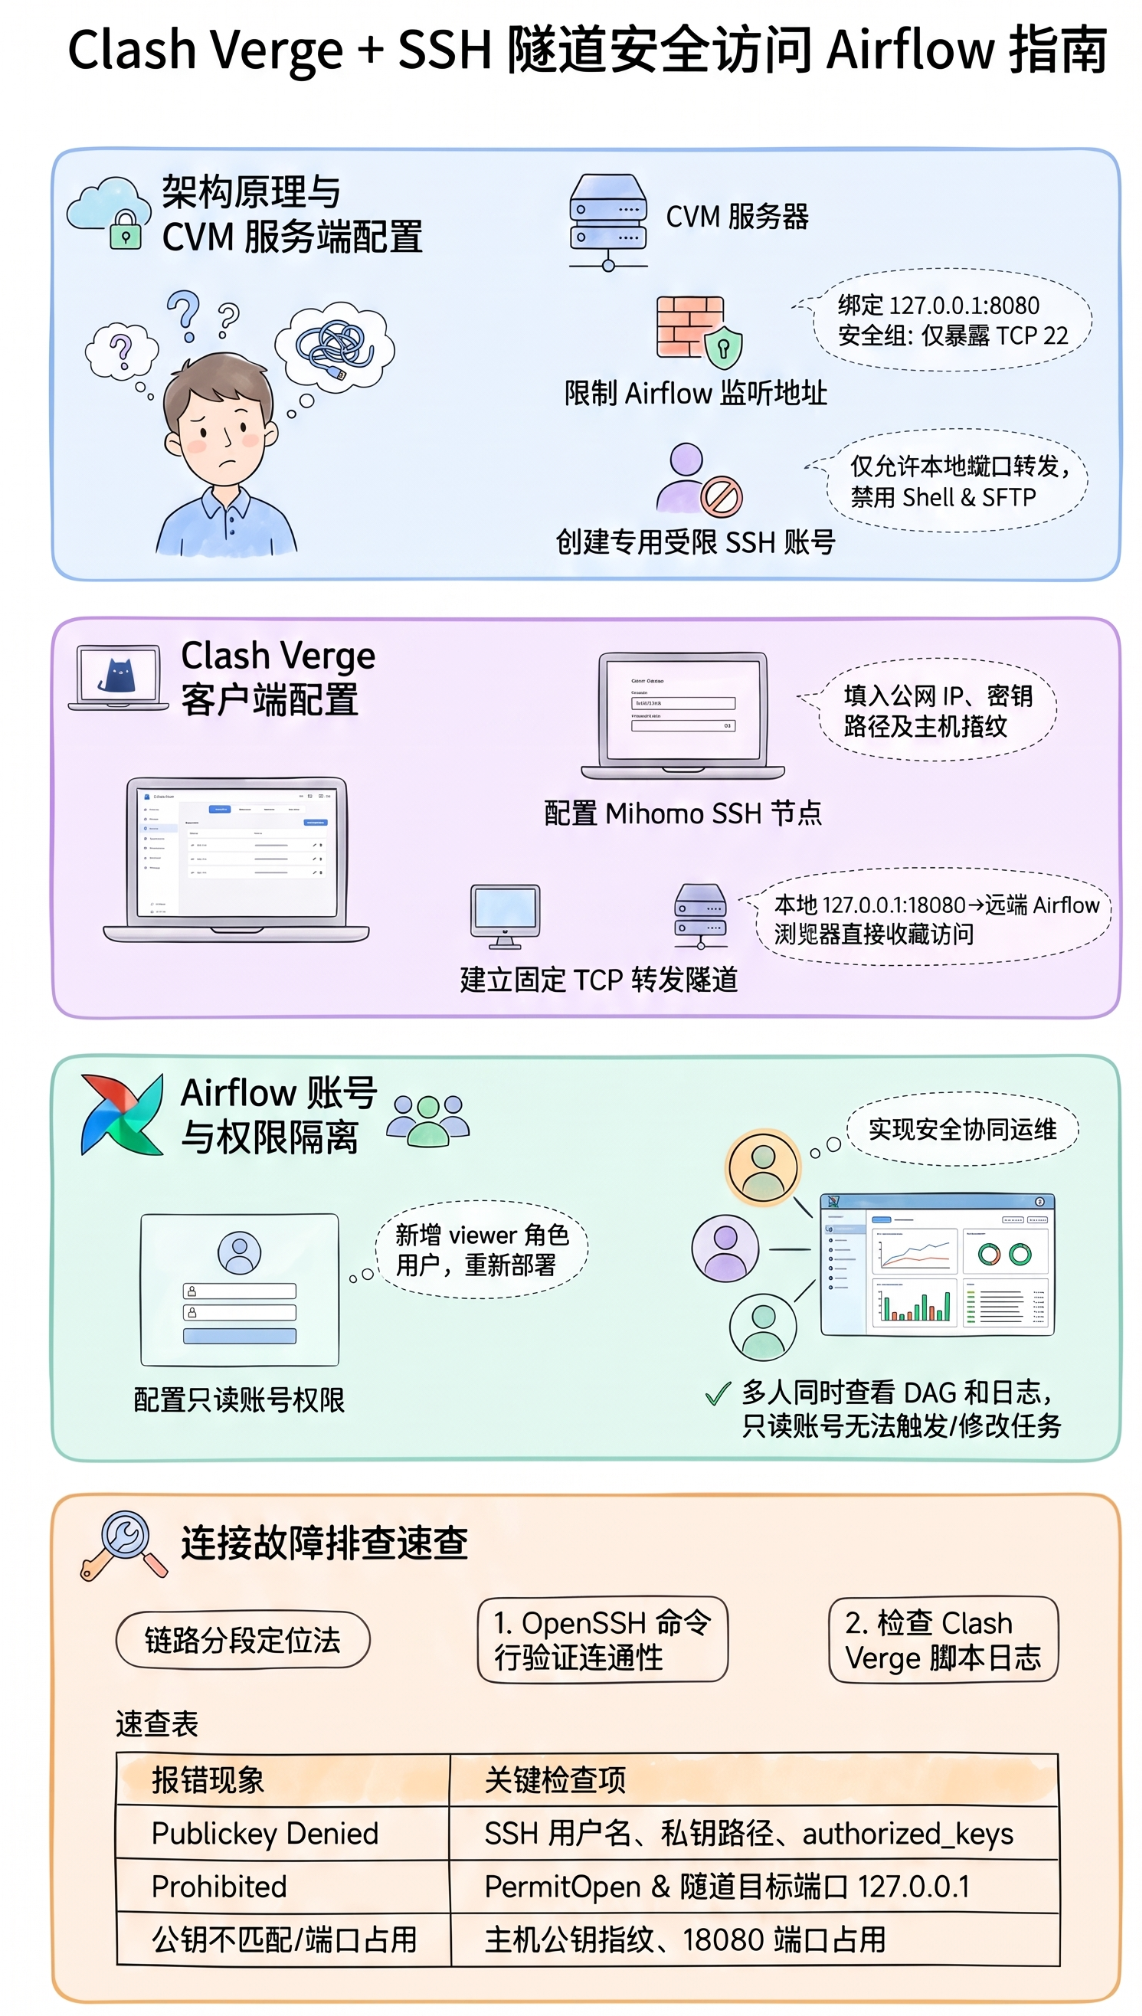 Clash Verge + SSH 隧道安全访问 Airflow 指南
架构原理与
CVM 服务端配置
CVM 服务器
绑定 127.0.0.1:8080
安全组: 仅暴露 TCP 22
限制 Airflow 监听地址
仅允许本地端口转发，
禁用 Shell & SFTP
创建专用受限 SSH 账号
Clash Verge
客户端配置
填入公网 IP、密钥
路径及主机指纹
配置 Mihomo SSH 节点
本地 127.0.0.1:18080→远端 Airflow
浏览器直接收藏访问
建立固定 TCP 转发隧道
Airflow 账号
与权限隔离
实现安全协同运维
新增 viewer 角色
用户，重新部署
配置只读账号权限
多人同时查看 DAG 和日志，
只读账号无法触发/修改任务
连接故障排查速查
链路分段定位法
1. OpenSSH 命令
行验证连通性
2. 检查 Clash
Verge 脚本日志
速查表
报错现象 关键检查项
Publickey Denied SSH 用户名、私钥路径、authorized_keys
Prohibited PermitOpen & 隧道目标端口 127.0.0.1
公钥不匹配/端口占用 主机公钥指纹、18080 端口占用